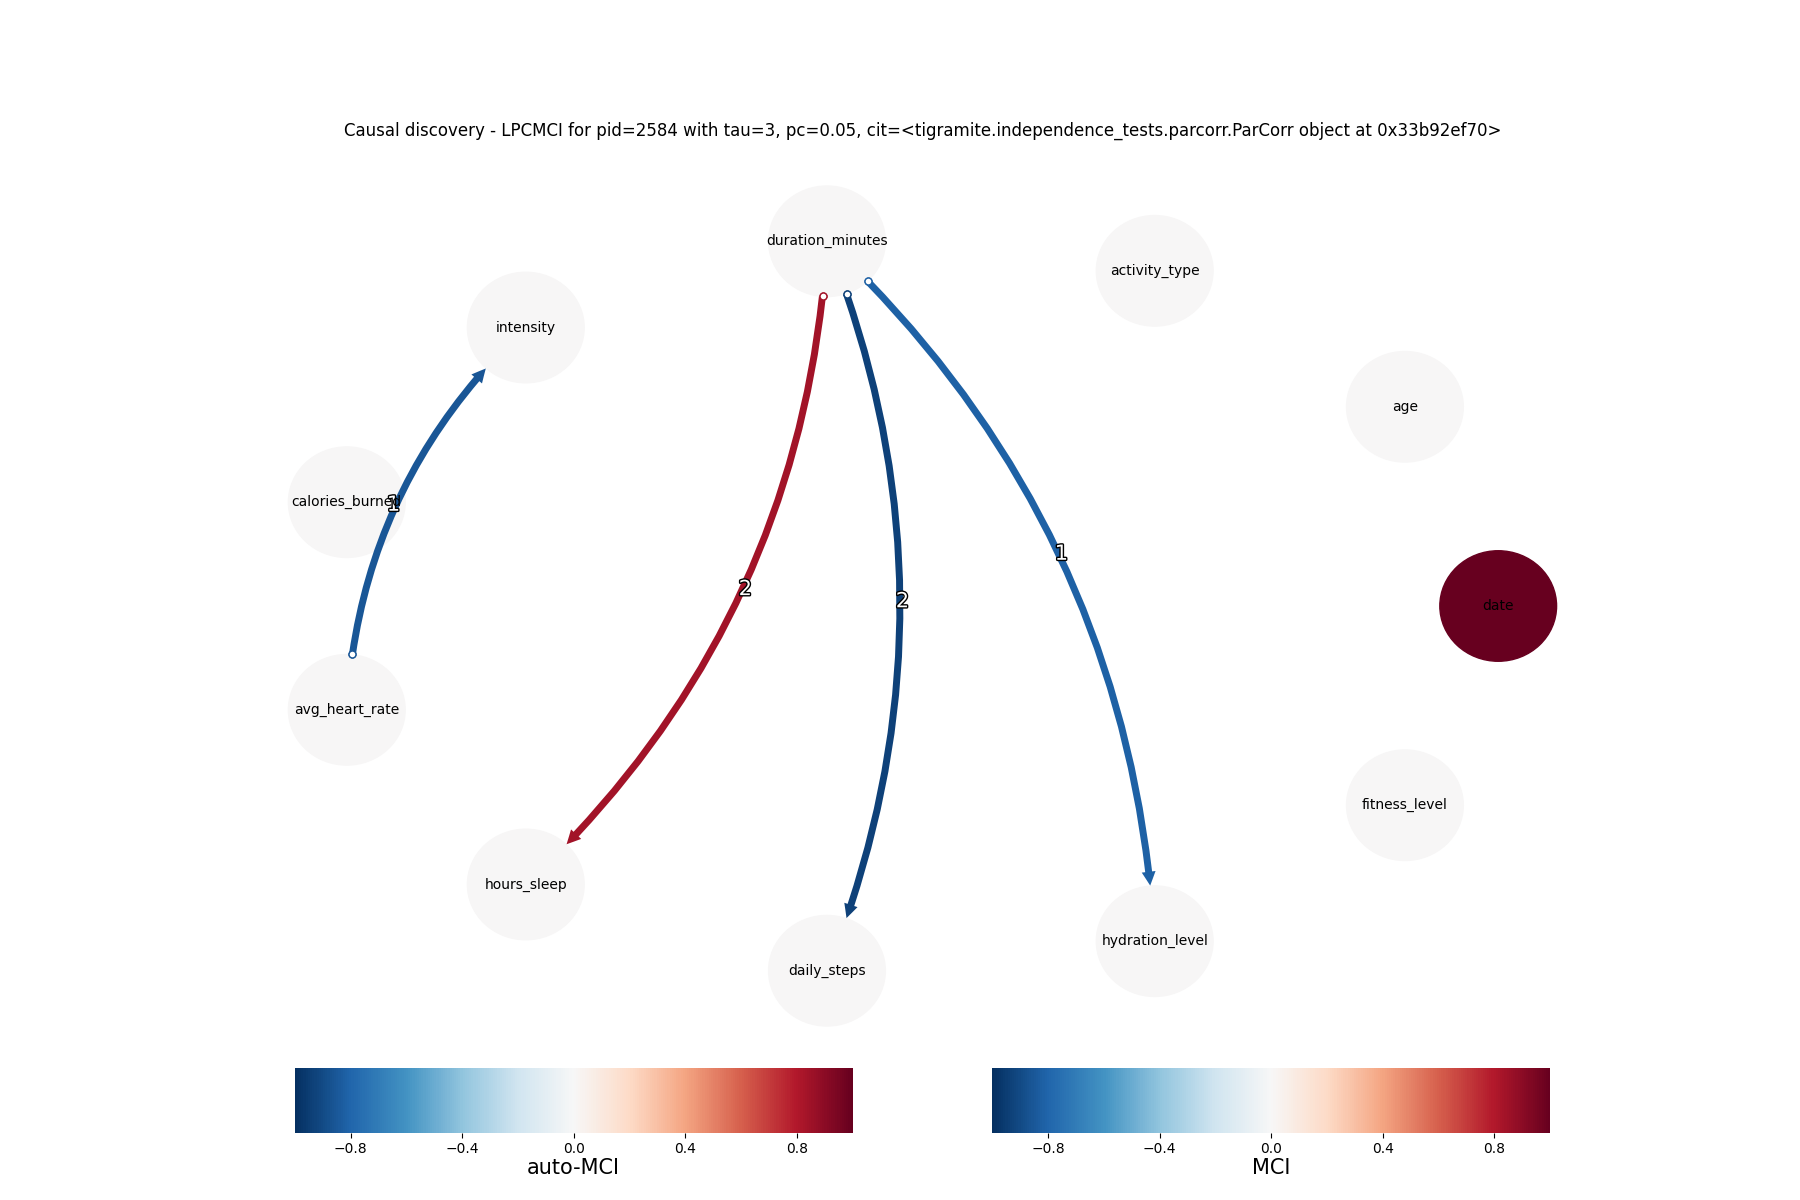 Causal discovery - LPCMCI for pid=2584 with tau=3, pc=0.05, cit=<tigramite.independence_tests.parcorr.ParCorr object at 0x33b92ef70>
duration_minutes
activity_type
intensity
age
calories_burned
1
1
2
2
date
avg_heart_rate
fitness_level
hours_sleep
hydration_level
daily_steps
−0.8 −0.4 0.0 0.4 0.8
auto-MCI
−0.8 −0.4 0.0 0.4 0.8
MCI